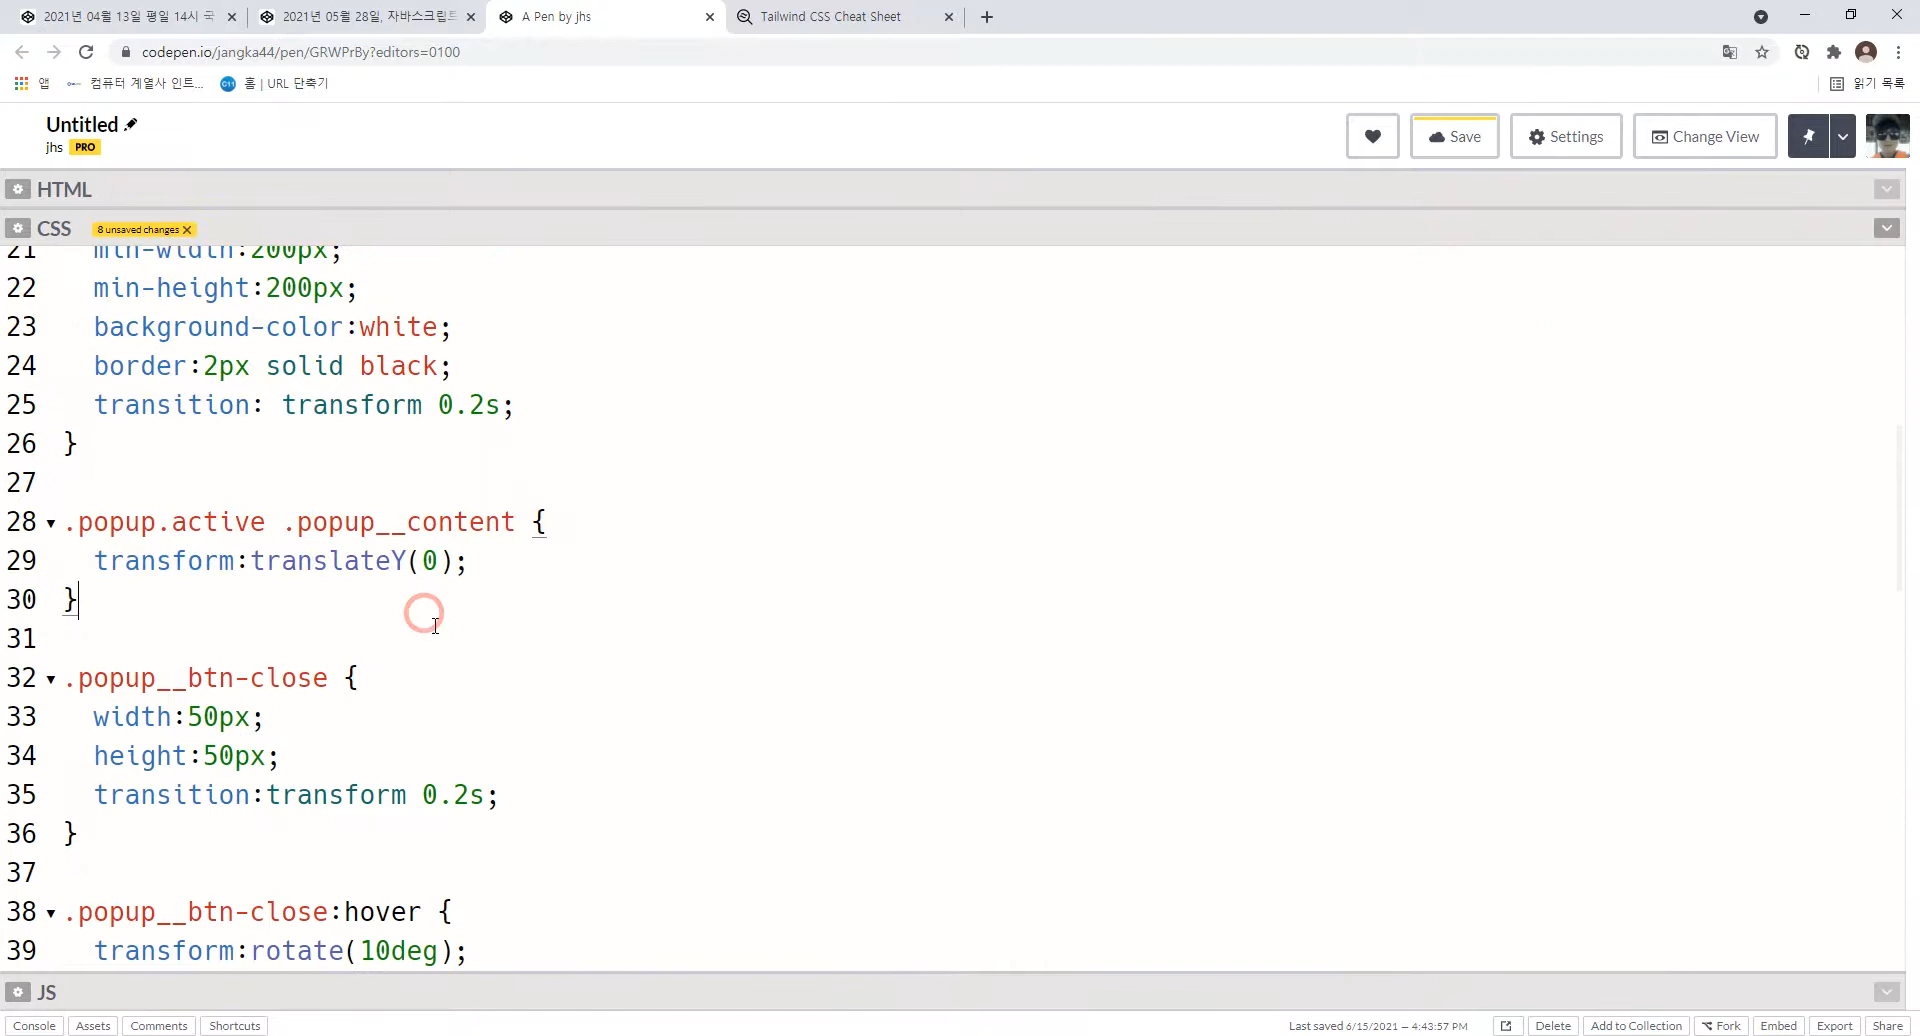 2021년 04월 13일 평일 14시 국
2021년 05월 28일, 자바스크립트
A Pen by jhs
Tailwind CSS Cheat Sheet
codepen.io/jangka44/pen/GRWPrBy?editors=0100
앱
컴퓨터 계열사 인트...
홈 | URL 단축기
읽기 목록
Untitled
jhs PRO
Save
Settings
Change View
HTML
CSS
8 unsaved changes
21 min-width:200px;
22 min-height:200px;
23 background-color:white;
24 border:2px solid black;
25 transition: transform 0.2s;
26 }
27
28 .popup.active .popup__content {
29 transform:translateY(0);
30 }
31
32 .popup__btn-close {
33 width:50px;
34 height:50px;
35 transition:transform 0.2s;
36 }
37
38 .popup__btn-close:hover {
39 transform:rotate(10deg);
JS
Console
Assets
Comments
Shortcuts
Last saved 6/15/2021 — 4:43:57 PM
Delete
Add to Collection
Fork
Embed
Export
Share